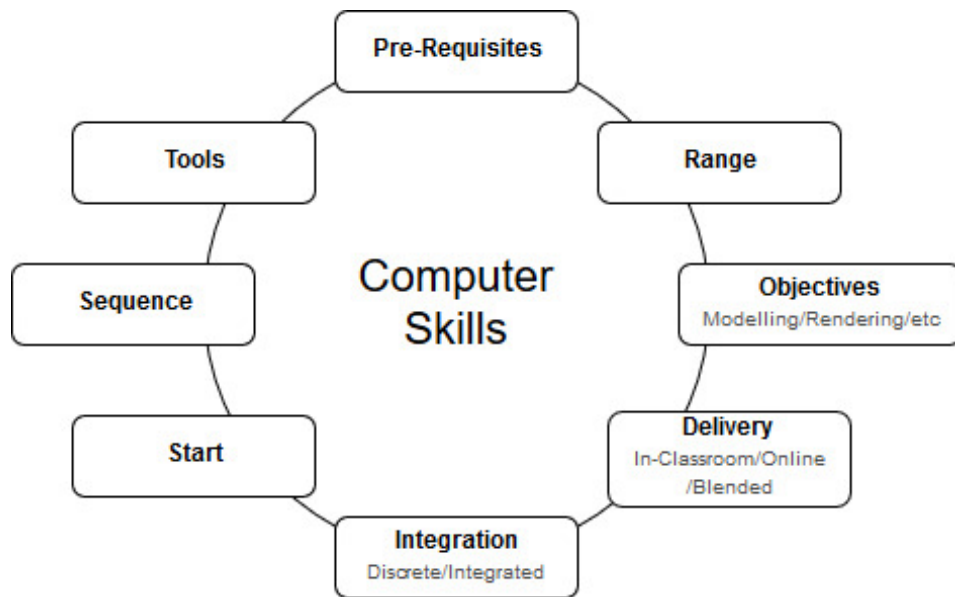 Pre-Requisites
Tools
Range
Computer
Skills
Sequence
Objectives
Modelling/Rendering/etc
Start
Delivery
In-Classroom/Online
/Blended
Integration
Discrete/Integrated